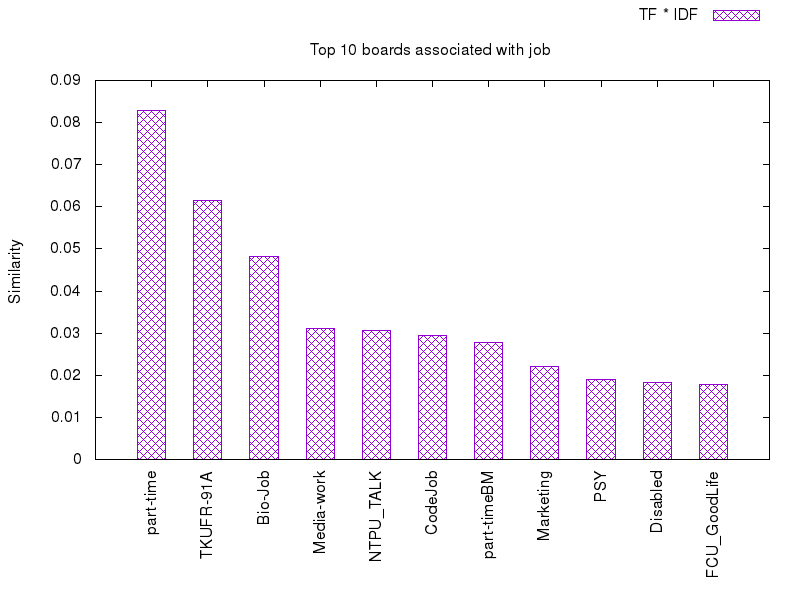 TF * IDF
Top 10 boards associated with job
0.09
0.08
0.07
0.06
0.05
0.04
0.03
0.02
0.01
0
Similarity
part-time
TKUFR-91A
Bio-Job
Media-work
NTPU_TALK
CodeJob
part-timeBM
Marketing
PSY
Disabled
FCU_GoodLife